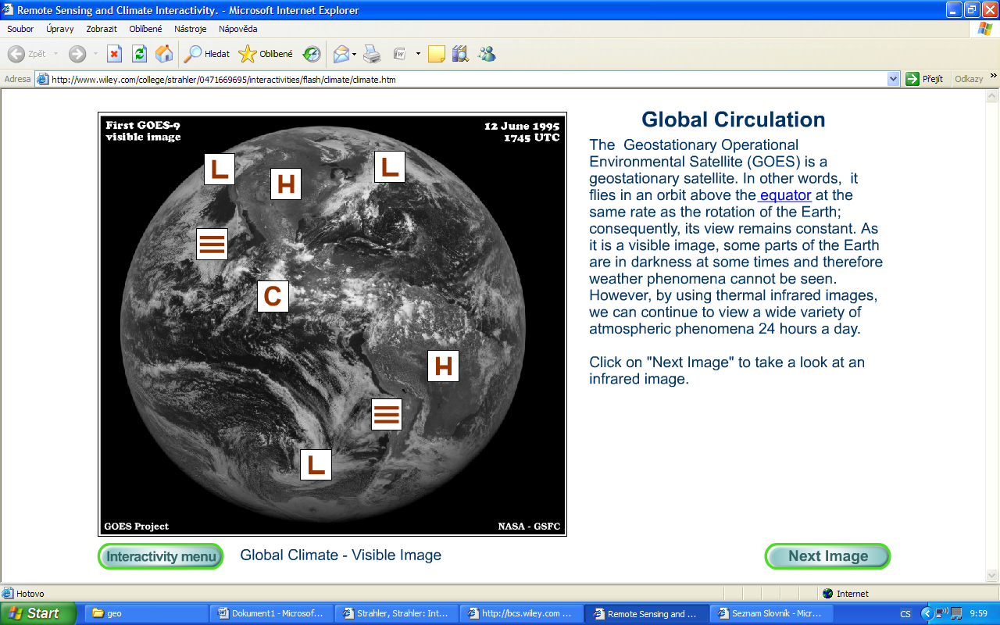 Remote Sensing and Climate Interactivity. - Microsoft Internet Explorer
Soubor Úpravy Zobrazit Oblíbené Nástroje Nápověda
Zpět Hledat Oblíbené
Adresa http://www.wiley.com/college/strahler/0471669695/interactivities/flash/climate/climate.htm Přejít Odkazy »
First GOES-9
visible image
12 June 1995
1745 UTC
L
H
L
C
H
L
GOES Project
NASA - GSFC
Global Circulation
The Geostationary Operational
Environmental Satellite (GOES) is a
geostationary satellite. In other words, it
flies in an orbit above the equator at the
same rate as the rotation of the Earth;
consequently, its view remains constant. As
it is a visible image, some parts of the Earth
are in darkness at some times and therefore
weather phenomena cannot be seen.
However, by using thermal infrared images,
we can continue to view a wide variety of
atmospheric phenomena 24 hours a day.
Click on "Next Image" to take a look at an
infrared image.
Interactivity menu
Global Climate - Visible Image
Next Image
Hotovo Internet
Start geo Dokument1 - Microsof... Strahler, Strahler: Int... http://bcs.wiley.com ... Remote Sensing and ... Seznam Slovník - Micr... CS 9:59